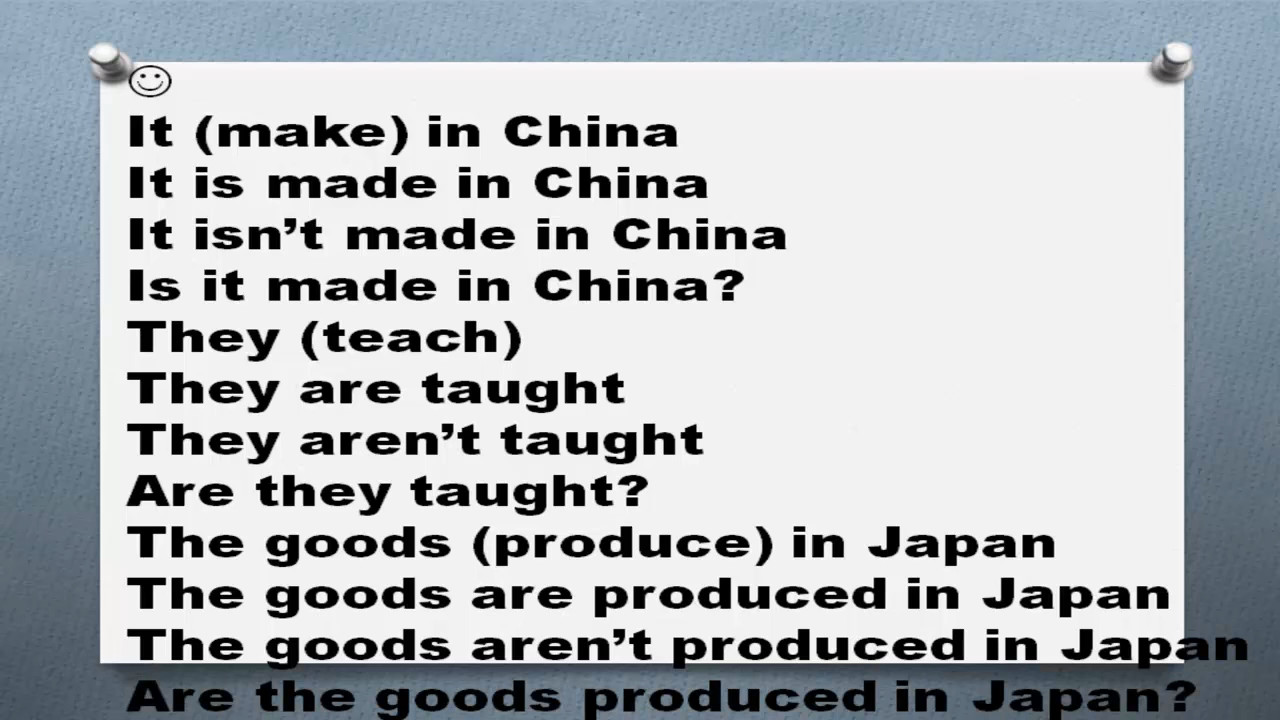 ☺
It (make) in China
It is made in China
It isn’t made in China
Is it made in China?
They (teach)
They are taught
They aren’t taught
Are they taught?
The goods (produce) in Japan
The goods are produced in Japan
The goods aren’t produced in Japan
Are the goods produced in Japan?